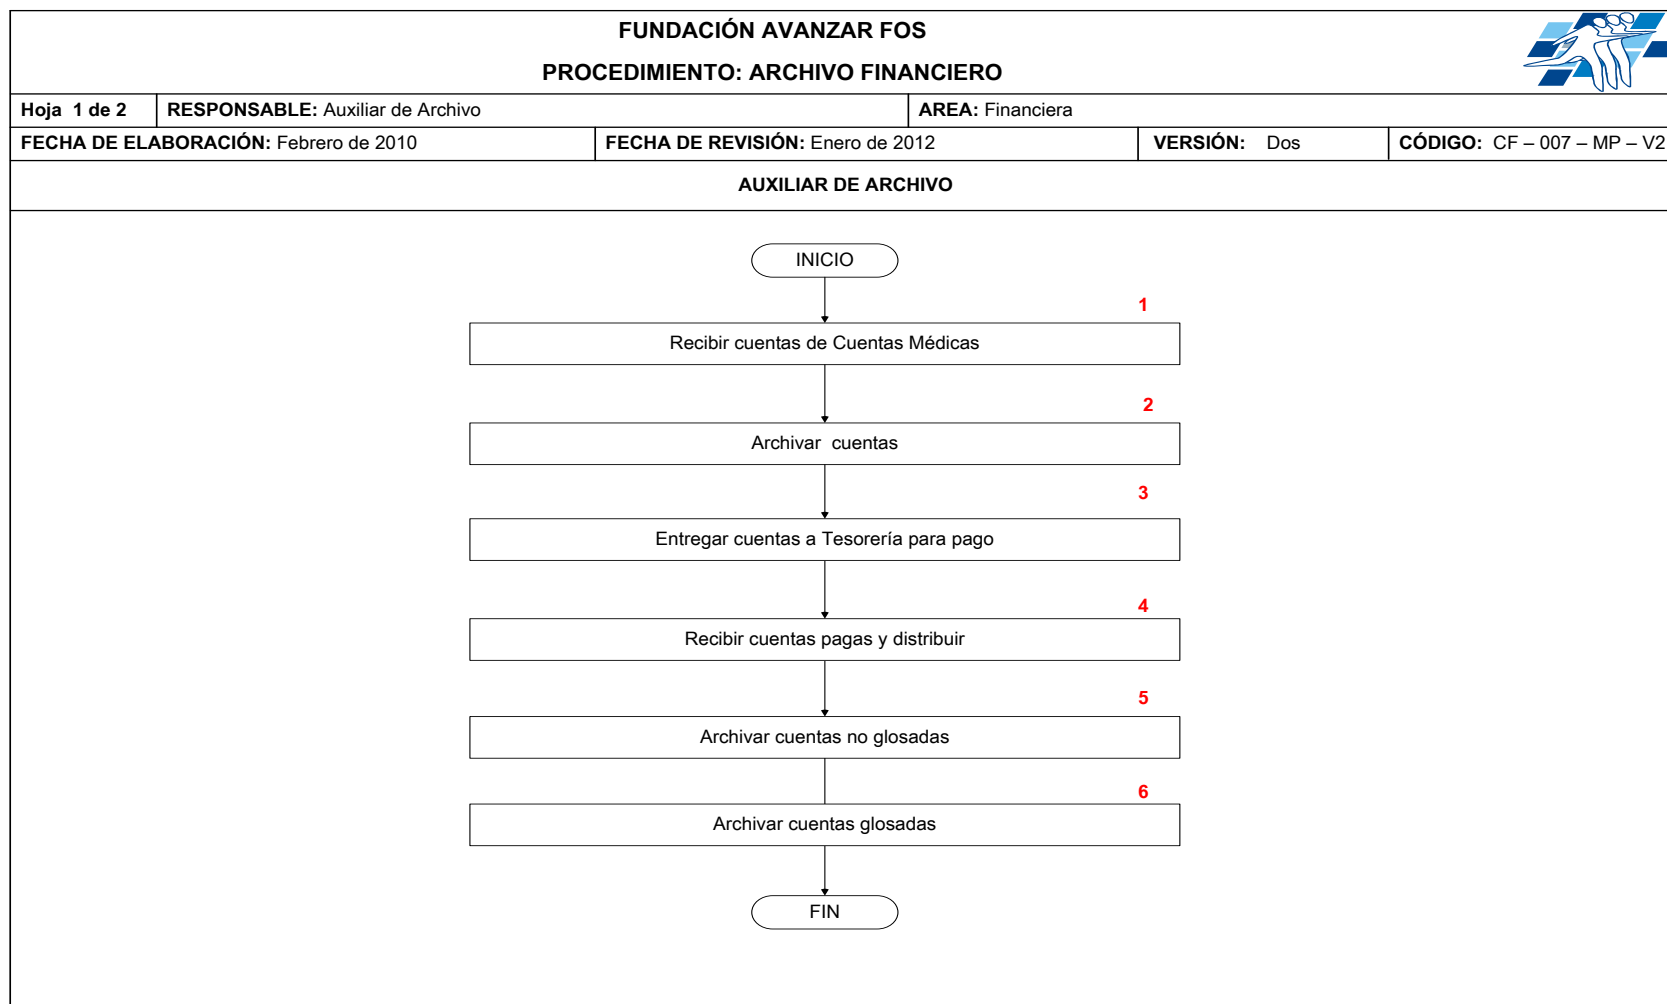 FUNDACIÓN AVANZAR FOS
PROCEDIMIENTO: ARCHIVO FINANCIERO
Hoja 1 de 2 RESPONSABLE: Auxiliar de Archivo AREA: Financiera
FECHA DE ELABORACIÓN: Febrero de 2010 FECHA DE REVISIÓN: Enero de 2012 VERSIÓN: Dos CÓDIGO: CF – 007 – MP – V2
AUXILIAR DE ARCHIVO
INICIO
1
Recibir cuentas de Cuentas Médicas
2
Archivar cuentas
3
Entregar cuentas a Tesorería para pago
4
Recibir cuentas pagas y distribuir
5
Archivar cuentas no glosadas
6
Archivar cuentas glosadas
FIN